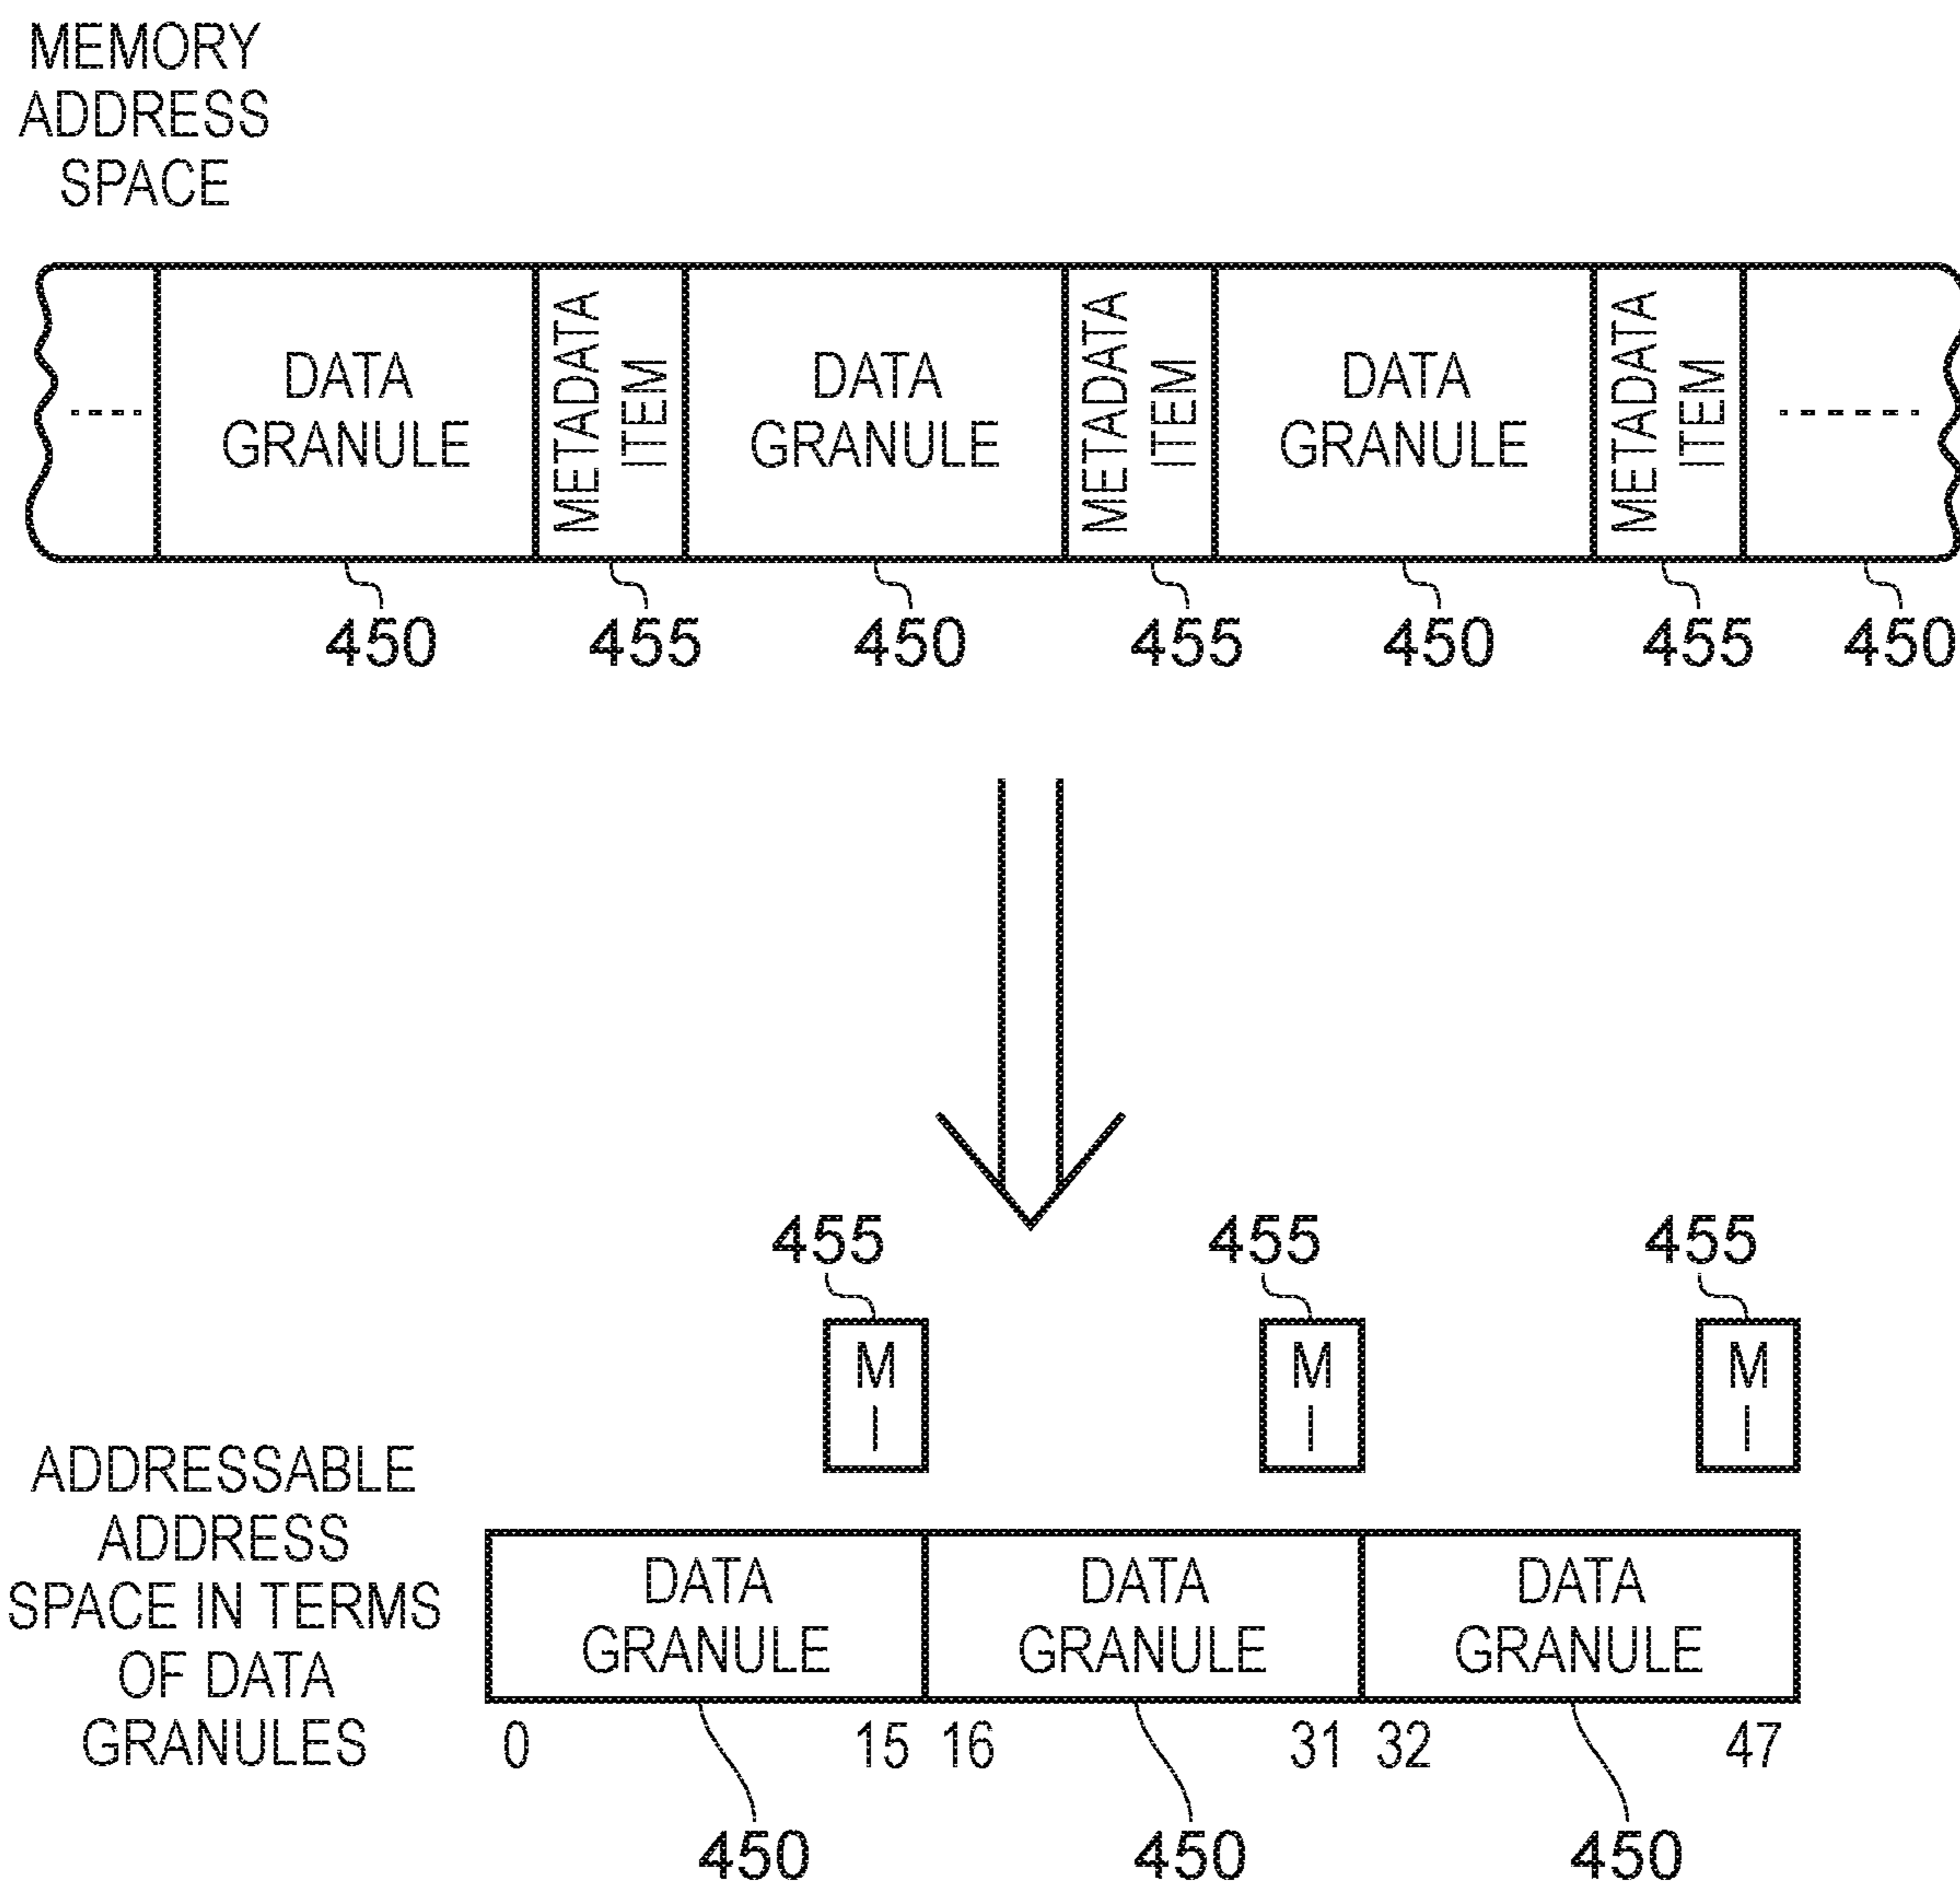 MEMORY
ADDRESS
SPACE
DATA
GRANULE
METADATA
ITEM
DATA
GRANULE
METADATA
ITEM
DATA
GRANULE
METADATA
ITEM
450 455 450 455 450 455 450
455 455 455
M
I
M
I
M
I
ADDRESSABLE
ADDRESS
SPACE IN TERMS
OF DATA
GRANULES
DATA
GRANULE
DATA
GRANULE
DATA
GRANULE
0 15 16 31 32 47
450 450 450